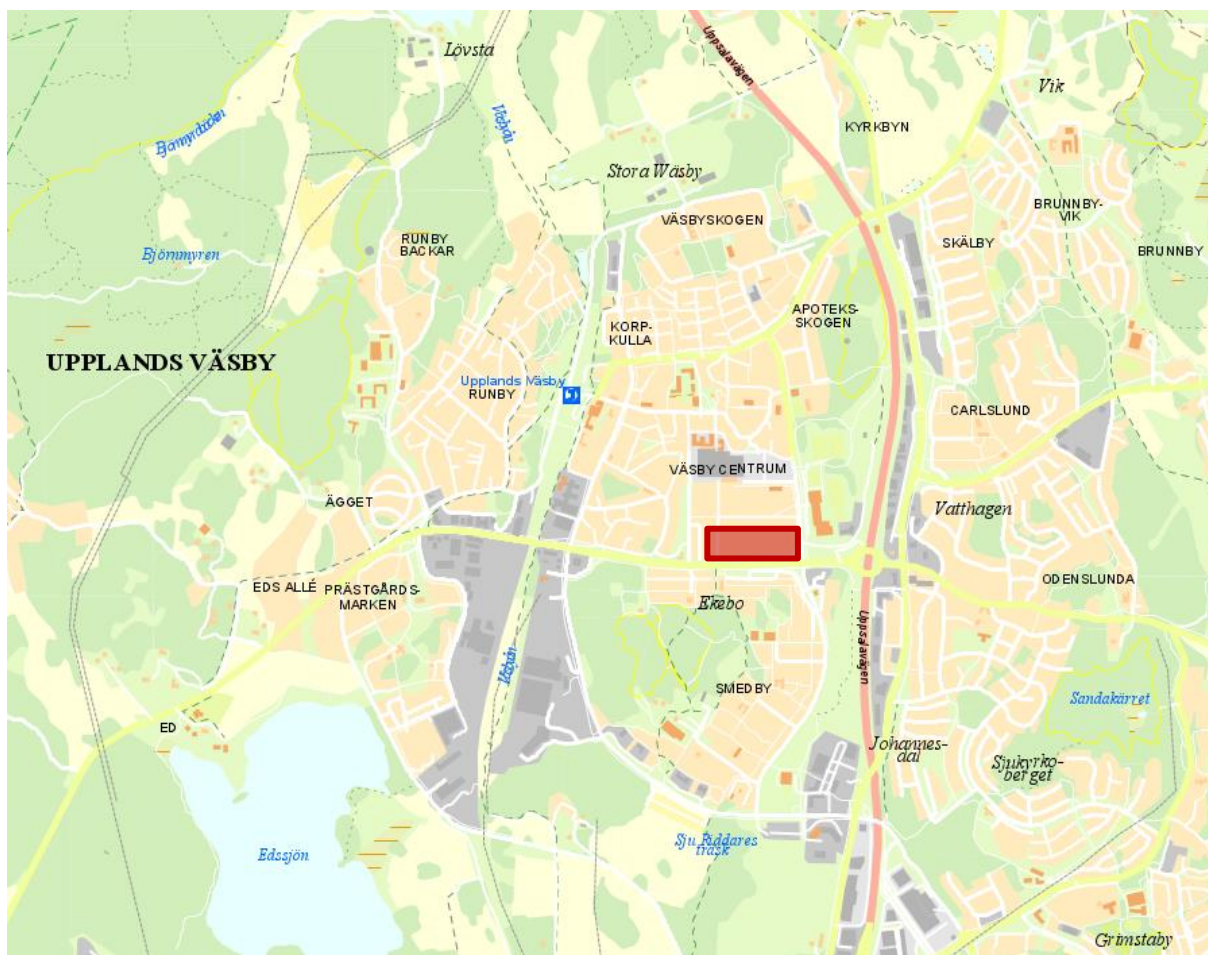 Lövsta
Uppsalavägen
Vik
Väsbyån
Björnmyrbäcken
KYRKBYN
Stora Wäsby
BRUNNBY-
VIK
VÄSBYSKOGEN
RUNBY
BACKAR
SKÄLBY
BRUNNBY
Björnmyren
APOTEKS-
SKOGEN
KORP-
KULLA
UPPLANDS VÄSBY
Upplands Väsby
RUNBY
CARLSLUND
VÄSBY CENTRUM
ÄGGET
Vatthagen
EDS ALLÉ
PRÄSTGÅRDS-
MARKEN
ODENSLUNDA
Ekebo
Uppsalavägen
Väsbyån
SMEDBY
Sandakärret
ED
Johannes-
dal
Sjukyrko-
berget
Edssjön
Sju Riddares
träsk
Grimstaby